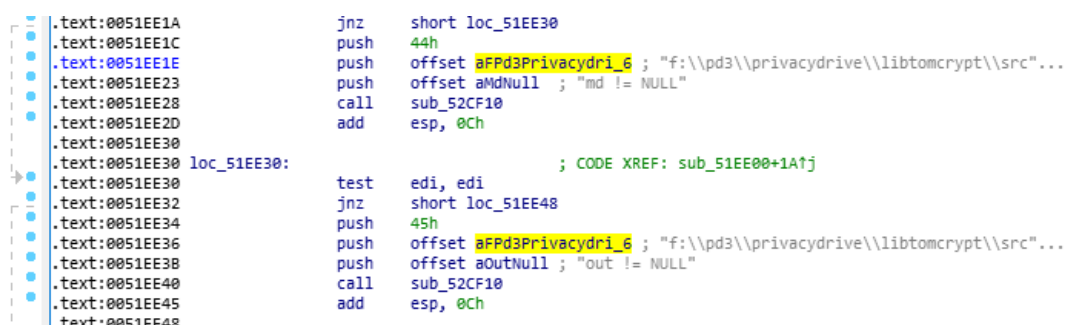 .text:0051EE1A jnz short loc_51EE30
.text:0051EE1C push 44h
.text:0051EE1E push offset aFPd3Privacydri_6 ; "f:\\pd3\\privacydrive\\libtomcrypt\\src"...
.text:0051EE23 push offset aMdNull ; "md != NULL"
.text:0051EE28 call sub_52CF10
.text:0051EE2D add esp, 0Ch
.text:0051EE30
.text:0051EE30 loc_51EE30: ; CODE XREF: sub_51EE00+1A↑j
.text:0051EE30 test edi, edi
.text:0051EE32 jnz short loc_51EE48
.text:0051EE34 push 45h
.text:0051EE36 push offset aFPd3Privacydri_6 ; "f:\\pd3\\privacydrive\\libtomcrypt\\src"...
.text:0051EE3B push offset aOutNull ; "out != NULL"
.text:0051EE40 call sub_52CF10
.text:0051EE45 add esp, 0Ch
.text:0051EE48